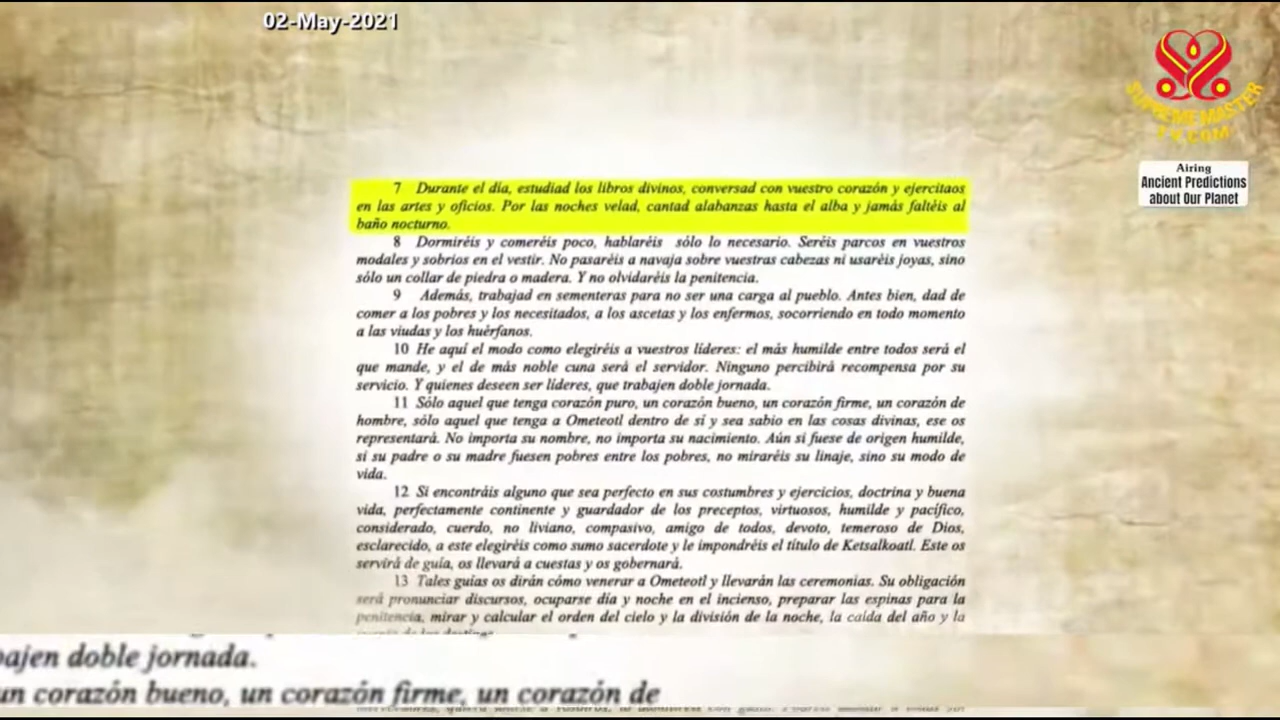 02-May-2021
SUPREME MASTER
TV.COM
Airing
Ancient Predictions
about Our Planet
7 Durante el día, estudiad los libros divinos, conversad con vuestro corazón y ejercitaos
en las artes y oficios. Por las noches velad, cantad alabanzas hasta el alba y jamás faltéis al
baño nocturno.
8 Dormiréis y comeréis poco, hablaréis sólo lo necesario. Seréis parcos en vuestros
modales y sobrios en el vestir. No pasaréis a navaja sobre vuestras cabezas ni usaréis joyas, sino
sólo un collar de piedra o madera. Y no olvidaréis la penitencia.
9 Además, trabajad en sementeras para no ser una carga al pueblo. Antes bien, dad de
comer a los pobres y los necesitados, a los ascetas y los enfermos, socorriendo en todo momento
a las viudas y los huérfanos.
10 He aquí el modo como elegiréis a vuestros líderes: el más humilde entre todos será el
que mande, y el de más noble cuna será el servidor. Ninguno percibirá recompensa por su
servicio. Y quienes deseen ser líderes, que trabajen doble jornada.
11 Sólo aquel que tenga corazón puro, un corazón bueno, un corazón firme, un corazón de
hombre, sólo aquel que tenga a Ometeotl dentro de sí y sea sabio en las cosas divinas, ese os
representará. No importa su nombre, no importa su nacimiento. Aún si fuese de origen humilde,
si su padre o su madre fuesen pobres entre los pobres, no miraréis su linaje, sino su modo de
vida.
12 Si encontráis alguno que sea perfecto en sus costumbres y ejercicios, doctrina y buena
vida, perfectamente continente y guardador de los preceptos, virtuosos, humilde y pacífico,
considerado, cuerdo, no liviano, compasivo, amigo de todos, devoto, temeroso de Dios,
esclarecido, a este elegiréis como sumo sacerdote y le impondréis el título de Ketsalkoatl. Este os
servirá de guía, os llevará a cuestas y os gobernará.
13 Tales guías os dirán cómo venerar a Ometeotl y llevarán las ceremonias. Su obligación
será pronunciar discursos, ocuparse día y noche en el incienso, preparar las espinas para la
penitencia, mirar y calcular el orden del cielo y la división de la noche, la caída del año y la
bajen doble jornada.
un corazón bueno, un corazón firme, un corazón de